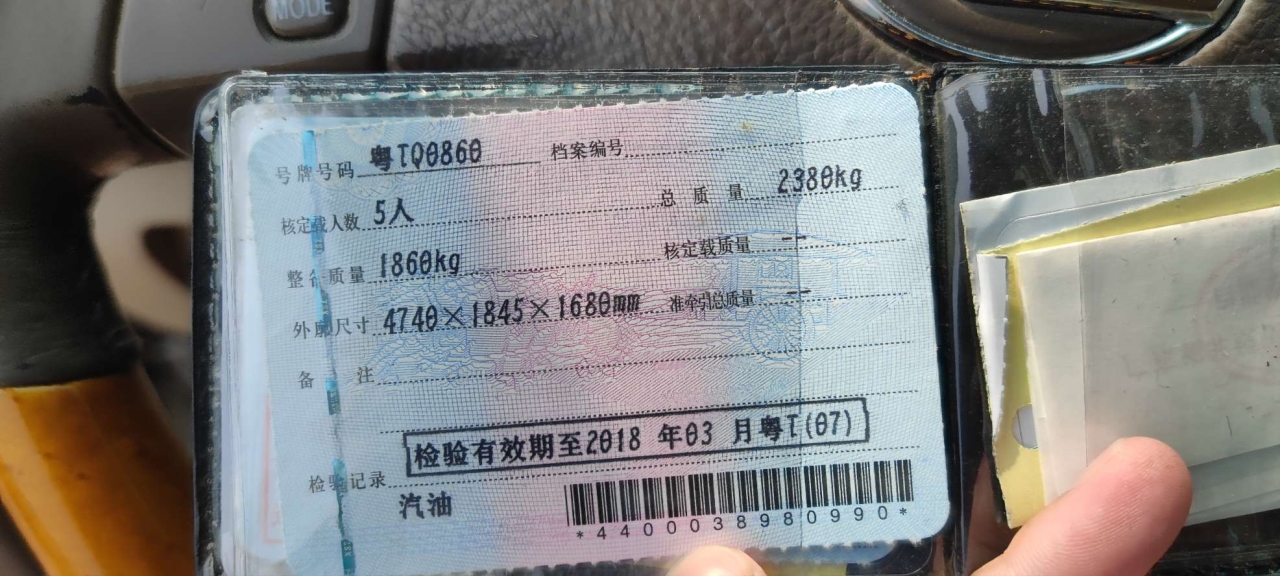 MODE
号牌号码 粤TQ0860 档案编号
核定载人数 5人 总质量 2380kg
整备质量 1860kg 核定载质量 --
外廓尺寸 4740×1845×1680mm 准牵引总质量 --
备注
检验有效期至2018年03月粤T(07)
检验记录
汽油
*4400038980990*